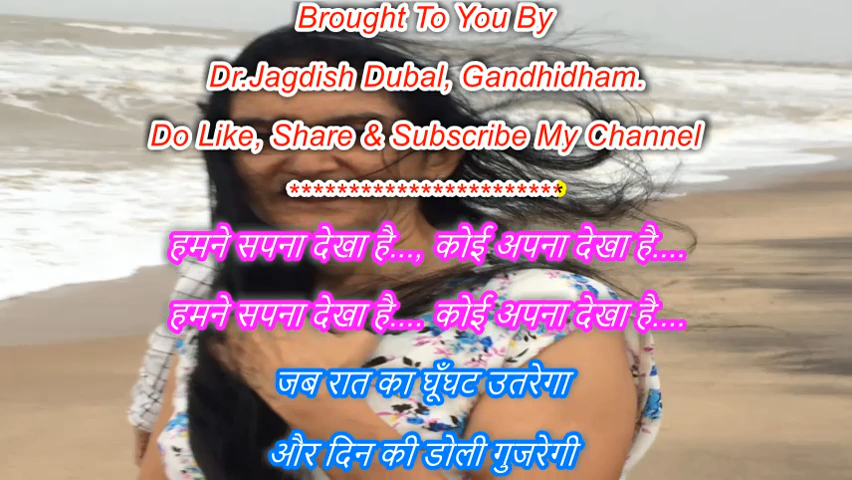 Brought To You By
Dr.Jagdish Dubal, Gandhidham.
Do Like, Share & Subscribe My Channel
***********************
हमने सपना देखा है..., कोई अपना देखा है....
हमने सपना देखा है.... कोई अपना देखा है....
जब रात का घूँघट उतरेगा
और दिन की डोली गुजरेगी